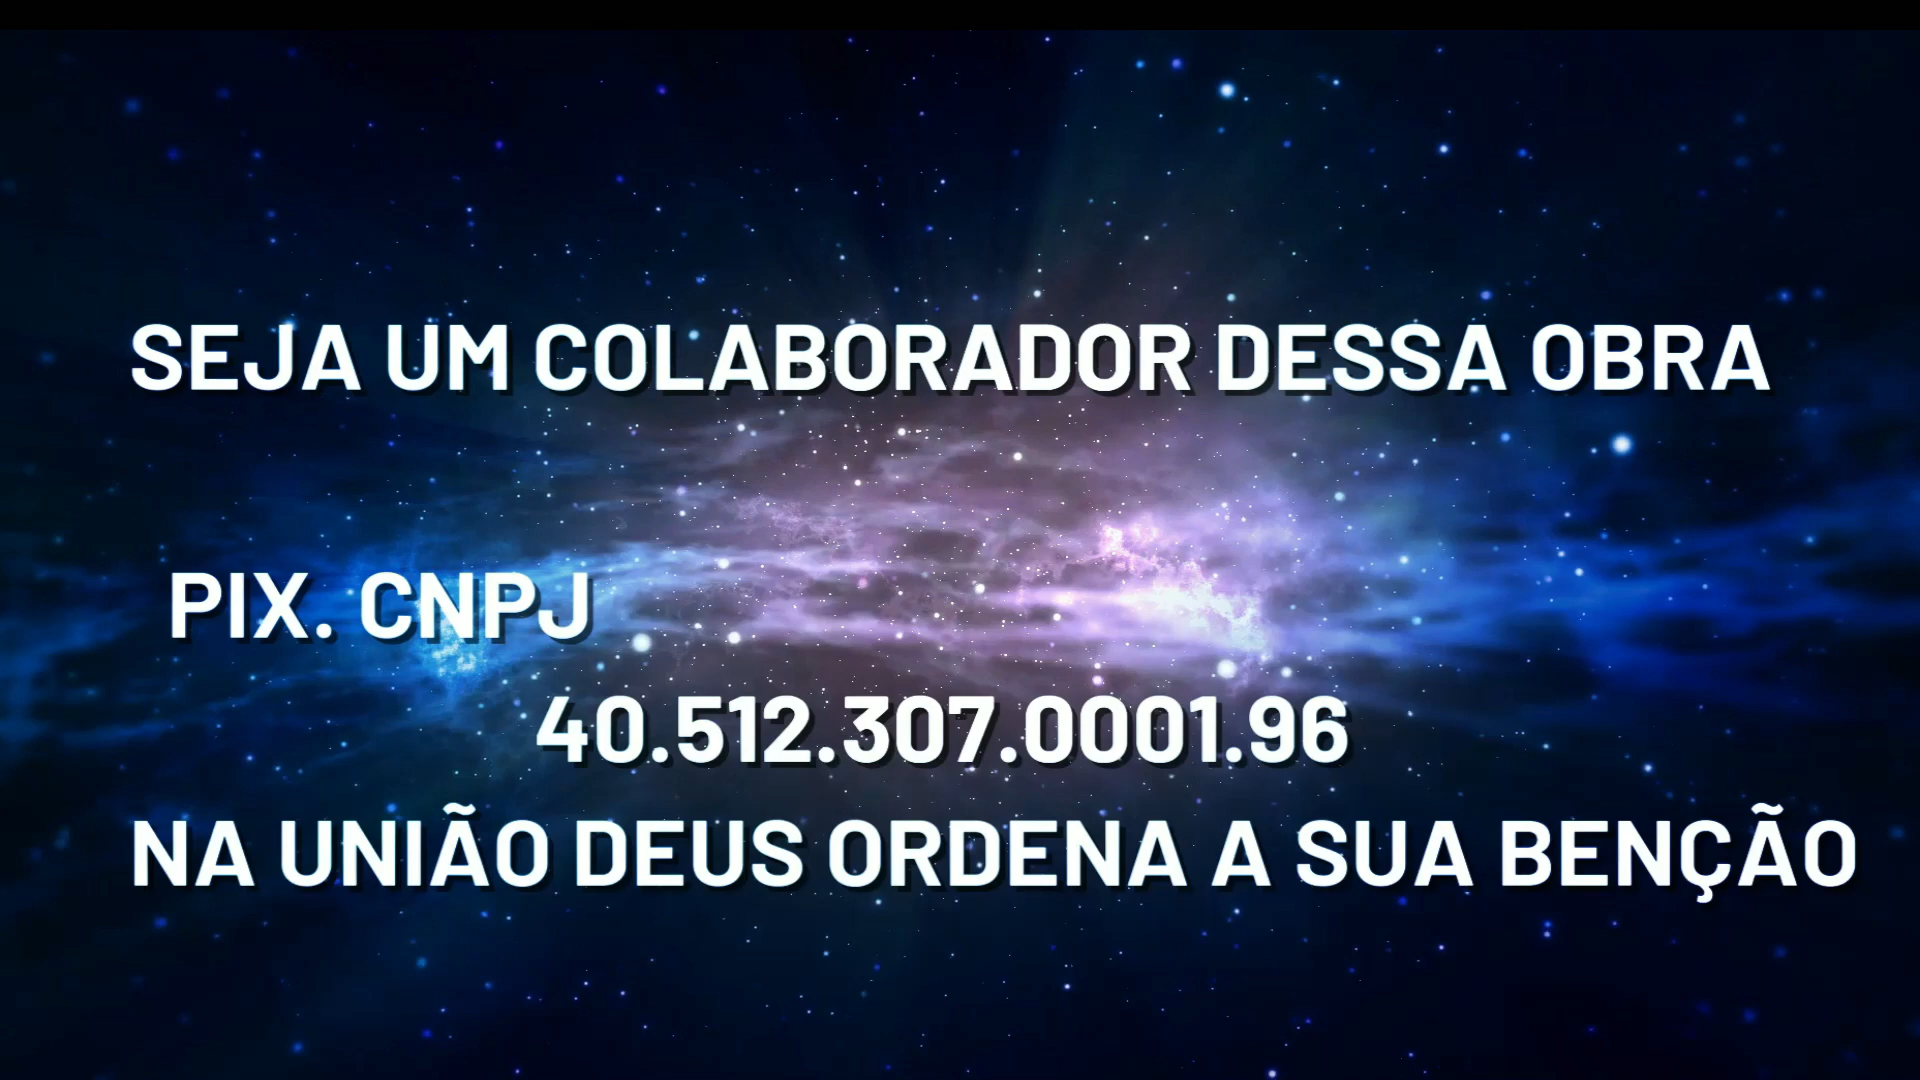 SEJA UM COLABORADOR DESSA OBRA
PIX. CNPJ
40.512.307.0001.96
NA UNIÃO DEUS ORDENA A SUA BENÇÃO